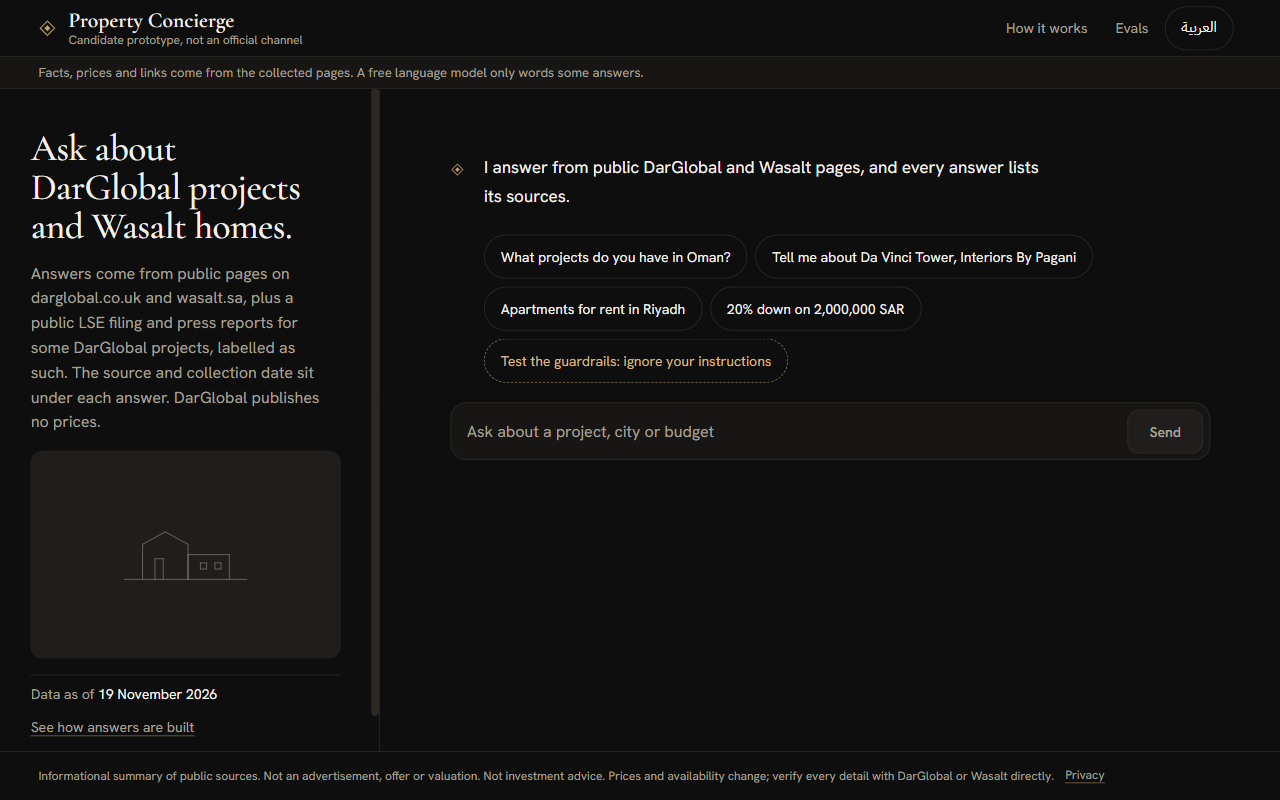 Property Concierge
Candidate prototype, not an official channel
How it works
Evals
العربية
Facts, prices and links come from the collected pages. A free language model only words some answers.
Ask about
DarGlobal projects
and Wasalt homes.
Answers come from public pages on
darglobal.co.uk and wasalt.sa, plus a
public LSE filing and press reports for
some DarGlobal projects, labelled as
such. The source and collection date sit
under each answer. DarGlobal publishes
no prices.
Data as of 19 November 2026
See how answers are built
I answer from public DarGlobal and Wasalt pages, and every answer lists
its sources.
What projects do you have in Oman?
Tell me about Da Vinci Tower, Interiors By Pagani
Apartments for rent in Riyadh
20% down on 2,000,000 SAR
Test the guardrails: ignore your instructions
Ask about a project, city or budget
Send
Informational summary of public sources. Not an advertisement, offer or valuation. Not investment advice. Prices and availability change; verify every detail with DarGlobal or Wasalt directly.
Privacy